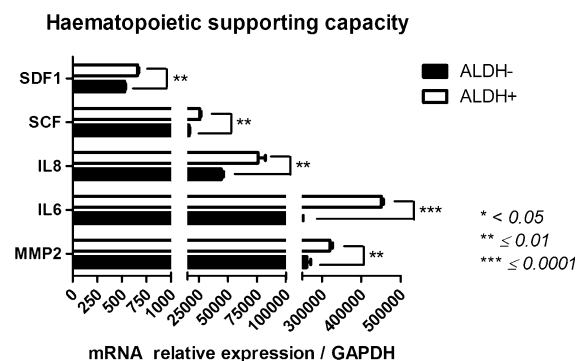 Haematopoietic supporting capacity
SDF1
**
SCF
**
IL8
**
IL6
***
MMP2
**
ALDH-
ALDH+
* < 0.05
** ≤ 0.01
*** ≤ 0.0001
0 250 500 750 1000 25000 50000 75000 100000 300000 400000 500000
mRNA relative expression / GAPDH